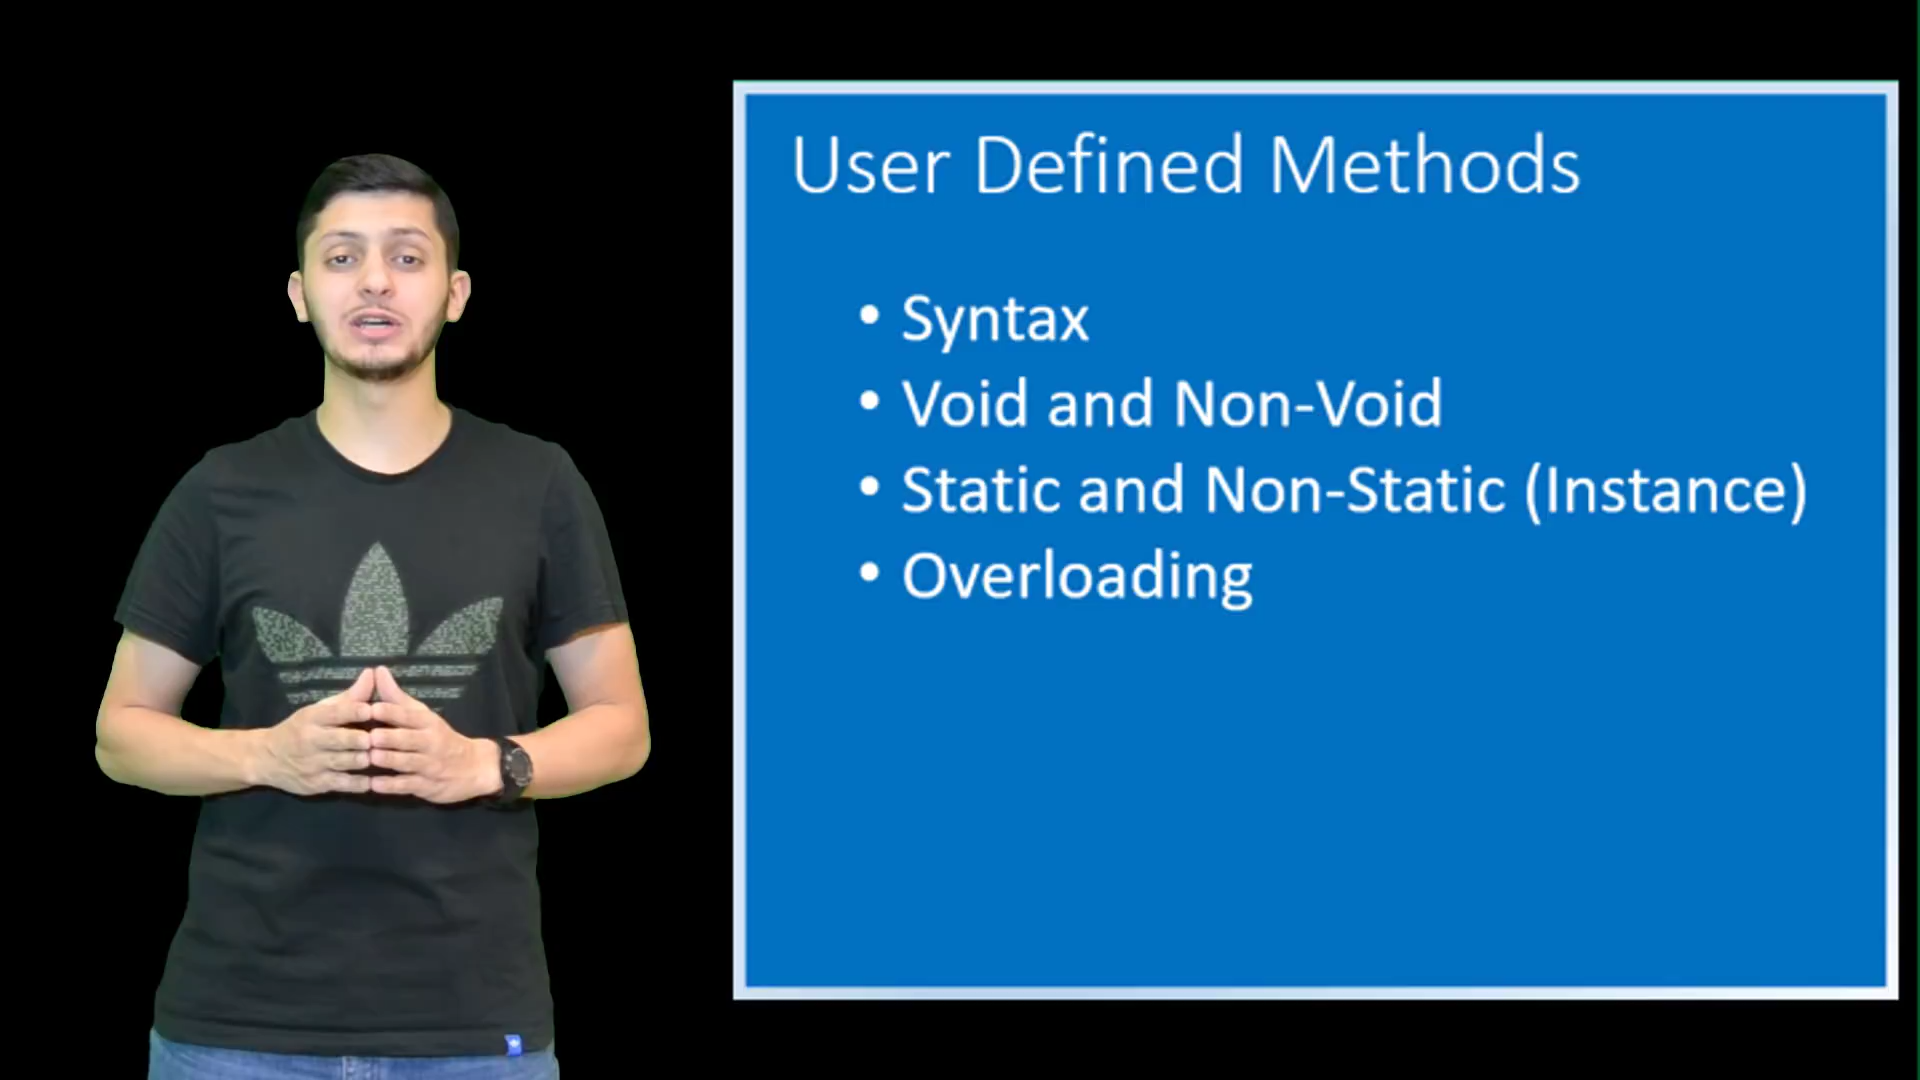 User Defined Methods
• Syntax
• Void and Non-Void
• Static and Non-Static (Instance)
• Overloading